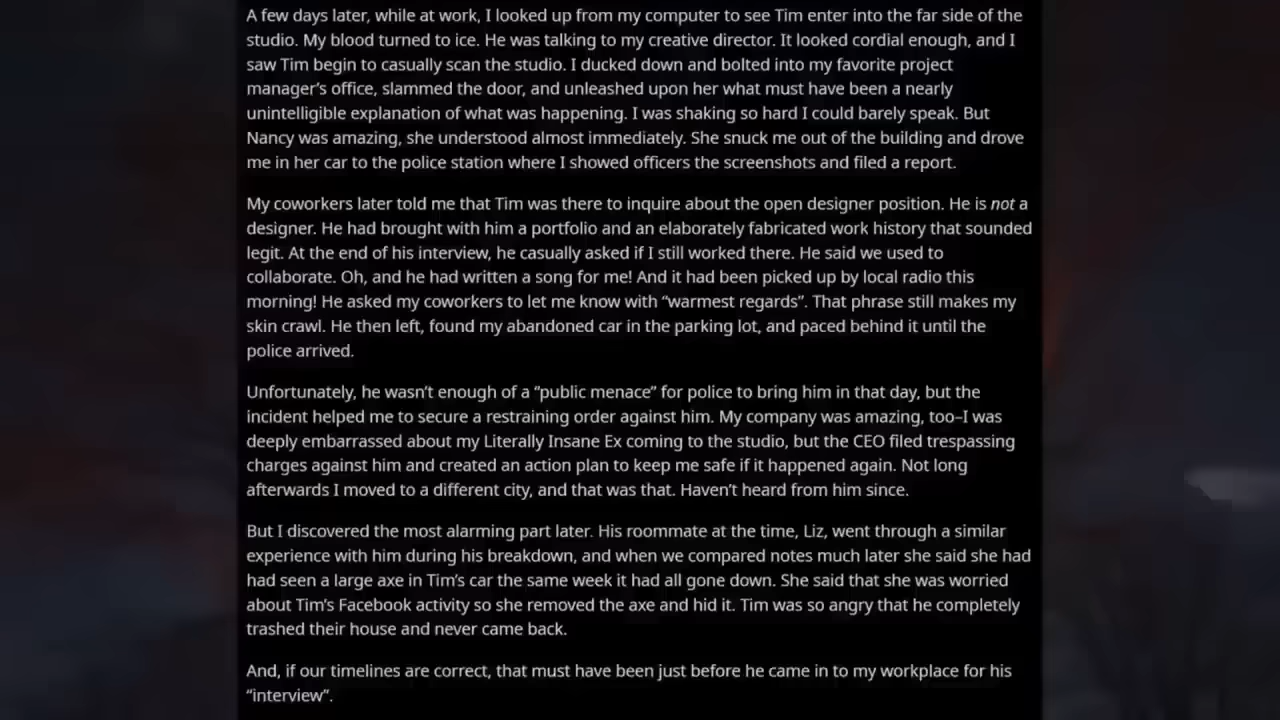 A few days later, while at work, I looked up from my computer to see Tim enter into the far side of the
studio. My blood turned to ice. He was talking to my creative director. It looked cordial enough, and I
saw Tim begin to casually scan the studio. I ducked down and bolted into my favorite project
manager’s office, slammed the door, and unleashed upon her what must have been a nearly
unintelligible explanation of what was happening. I was shaking so hard I could barely speak. But
Nancy was amazing, she understood almost immediately. She snuck me out of the building and drove
me in her car to the police station where I showed officers the screenshots and filed a report.
My coworkers later told me that Tim was there to inquire about the open designer position. He is not a
designer. He had brought with him a portfolio and an elaborately fabricated work history that sounded
legit. At the end of his interview, he casually asked if I still worked there. He said we used to
collaborate. Oh, and he had written a song for me! And it had been picked up by local radio this
morning! He asked my coworkers to let me know with “warmest regards”. That phrase still makes my
skin crawl. He then left, found my abandoned car in the parking lot, and paced behind it until the
police arrived.
Unfortunately, he wasn’t enough of a “public menace” for police to bring him in that day, but the
incident helped me to secure a restraining order against him. My company was amazing, too–I was
deeply embarrassed about my Literally Insane Ex coming to the studio, but the CEO filed trespassing
charges against him and created an action plan to keep me safe if it happened again. Not long
afterwards I moved to a different city, and that was that. Haven’t heard from him since.
But I discovered the most alarming part later. His roommate at the time, Liz, went through a similar
experience with him during his breakdown, and when we compared notes much later she said she had
had seen a large axe in Tim’s car the same week it had all gone down. She said that she was worried
about Tim’s Facebook activity so she removed the axe and hid it. Tim was so angry that he completely
trashed their house and never came back.
And, if our timelines are correct, that must have been just before he came in to my workplace for his
“interview”.